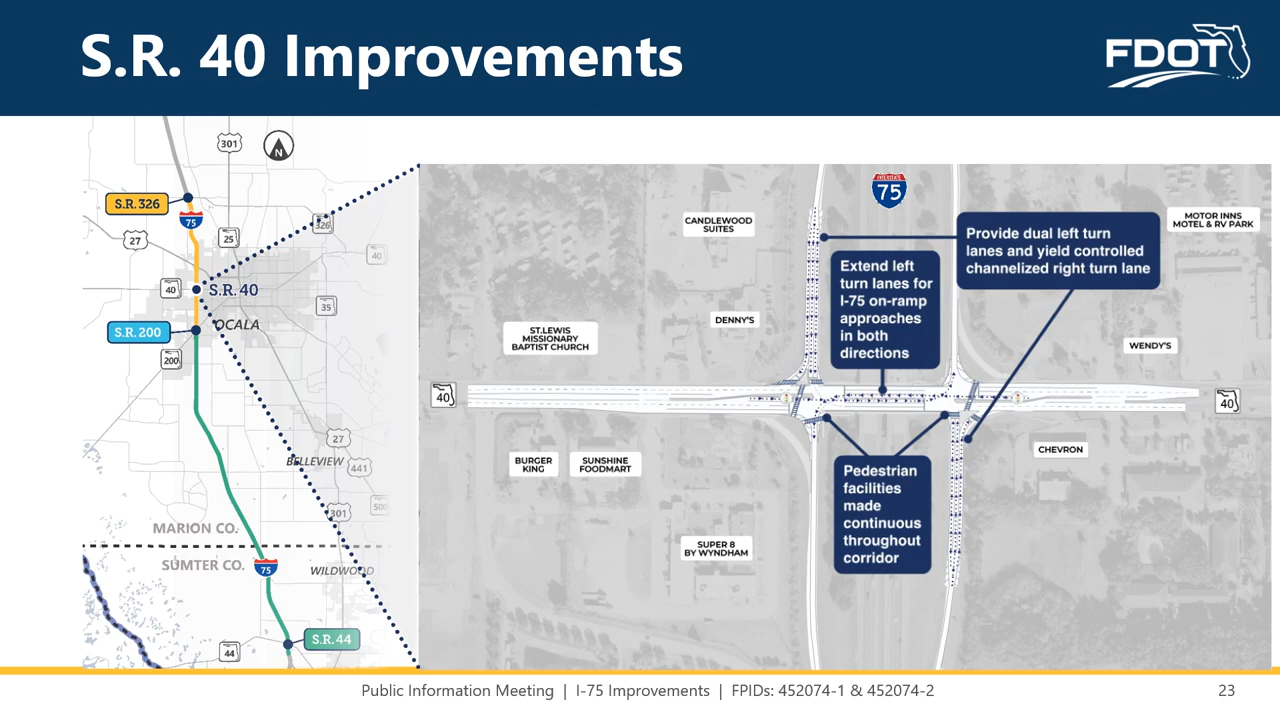 S.R. 40 Improvements
FDOT
301
N
S.R. 326
75
27
25
326
40
40
S.R. 40
35
S.R. 200
OCALA
200
27
BELLEVIEW
441
301
500
MARION CO.
SUMTER CO.
75
WILDWOOD
44
S.R. 44
INTERSTATE
75
CANDLEWOOD
SUITES
MOTOR INNS
MOTEL & RV PARK
Provide dual left turn
lanes and yield controlled
channelized right turn lane
Extend left
turn lanes for
I-75 on-ramp
approaches
in both
directions
DENNY'S
ST.LEWIS
MISSIONARY
BAPTIST CHURCH
WENDY'S
40
40
BURGER
KING
SUNSHINE
FOODMART
CHEVRON
Pedestrian
facilities
made
continuous
throughout
corridor
SUPER 8
BY WYNDHAM
Public Information Meeting | I-75 Improvements | FPIDs: 452074-1 & 452074-2
23